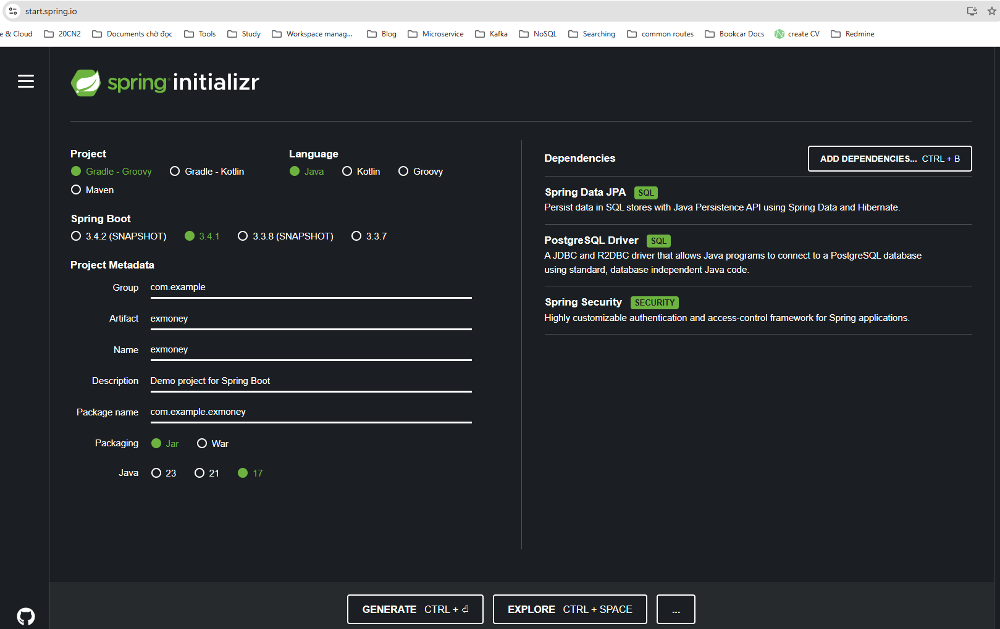 start.spring.io
e & Cloud 20CN2 Documents chờ đọc Tools Study Workspace manag... Blog Microservice Kafka NoSQL Searching common routes Bookcar Docs create CV Redmine
spring initializr
Project
Gradle - Groovy Gradle - Kotlin
Maven
Language
Java Kotlin Groovy
Spring Boot
3.4.2 (SNAPSHOT) 3.4.1 3.3.8 (SNAPSHOT) 3.3.7
Project Metadata
Group com.example
Artifact exmoney
Name exmoney
Description Demo project for Spring Boot
Package name com.example.exmoney
Packaging Jar War
Java 23 21 17
Dependencies
ADD DEPENDENCIES... CTRL + B
Spring Data JPA SQL
Persist data in SQL stores with Java Persistence API using Spring Data and Hibernate.
PostgreSQL Driver SQL
A JDBC and R2DBC driver that allows Java programs to connect to a PostgreSQL database
using standard, database independent Java code.
Spring Security SECURITY
Highly customizable authentication and access-control framework for Spring applications.
GENERATE CTRL + ⏎ EXPLORE CTRL + SPACE ...